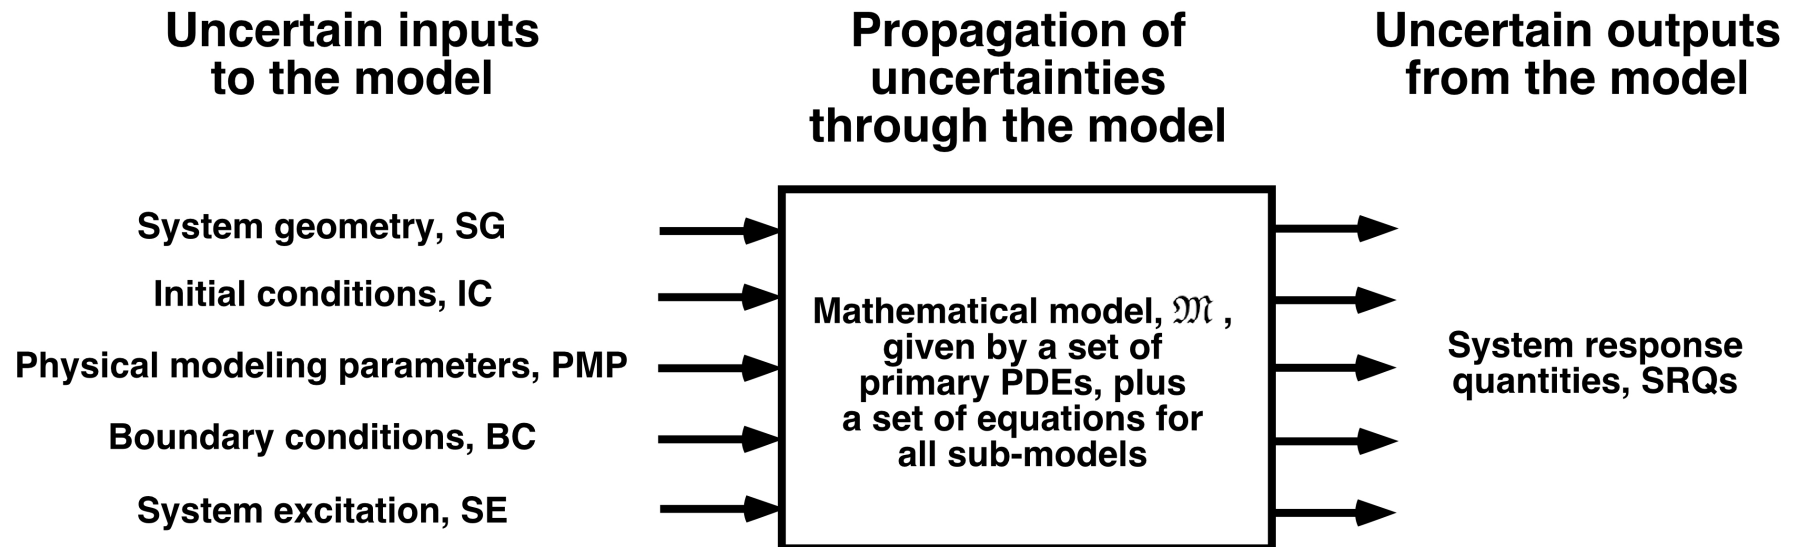 Uncertain inputs
to the model
Propagation of
uncertainties
through the model
Uncertain outputs
from the model
System geometry, SG
Initial conditions, IC
Physical modeling parameters, PMP
Boundary conditions, BC
System excitation, SE
Mathematical model, 𝔐 ,
given by a set of
primary PDEs, plus
a set of equations for
all sub-models
System response
quantities, SRQs